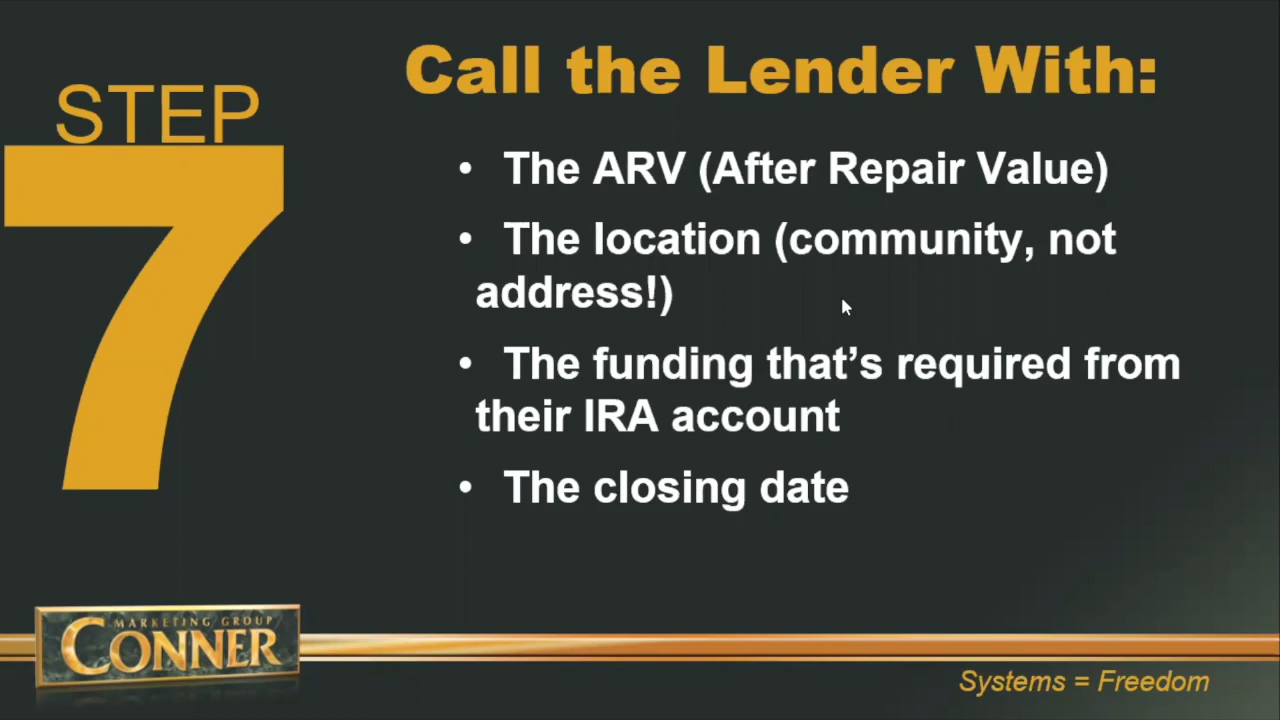 STEP
7
Call the Lender With:
• The ARV (After Repair Value)
• The location (community, not
address!)
• The funding that’s required from
their IRA account
• The closing date
MARKETING GROUP
CONNER
Systems = Freedom